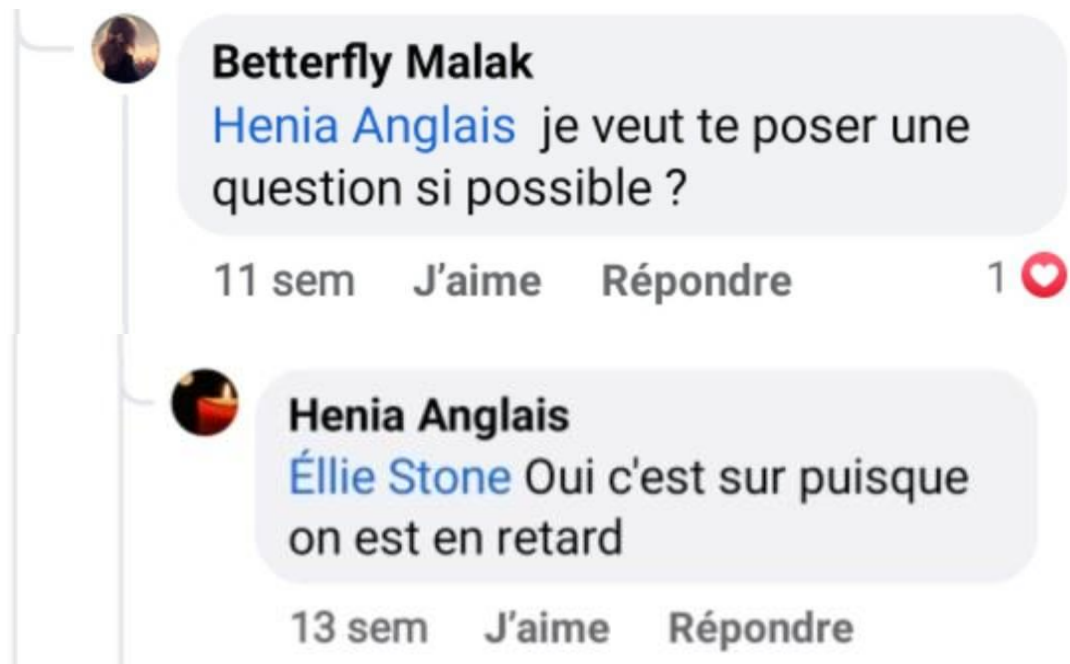 Betterfly Malak
Henia Anglais je veut te poser une
question si possible ?
11 sem J'aime Répondre 1
Henia Anglais
Éllie Stone Oui c'est sur puisque
on est en retard
13 sem J'aime Répondre